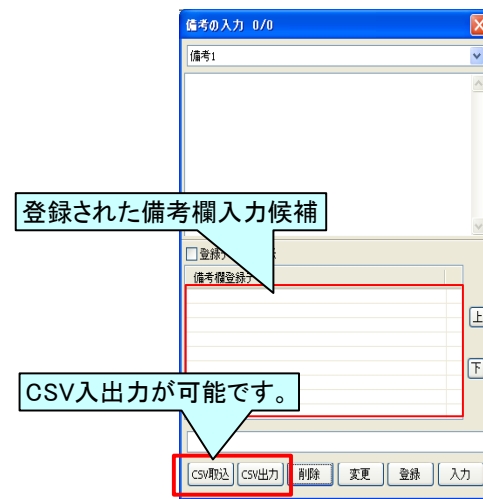 備考の入力 0/0
備考1
登録された備考欄入力候補
備考欄登録
上
下
CSV入出力が可能です。
CSV取込 CSV出力 削除 変更 登録 入力